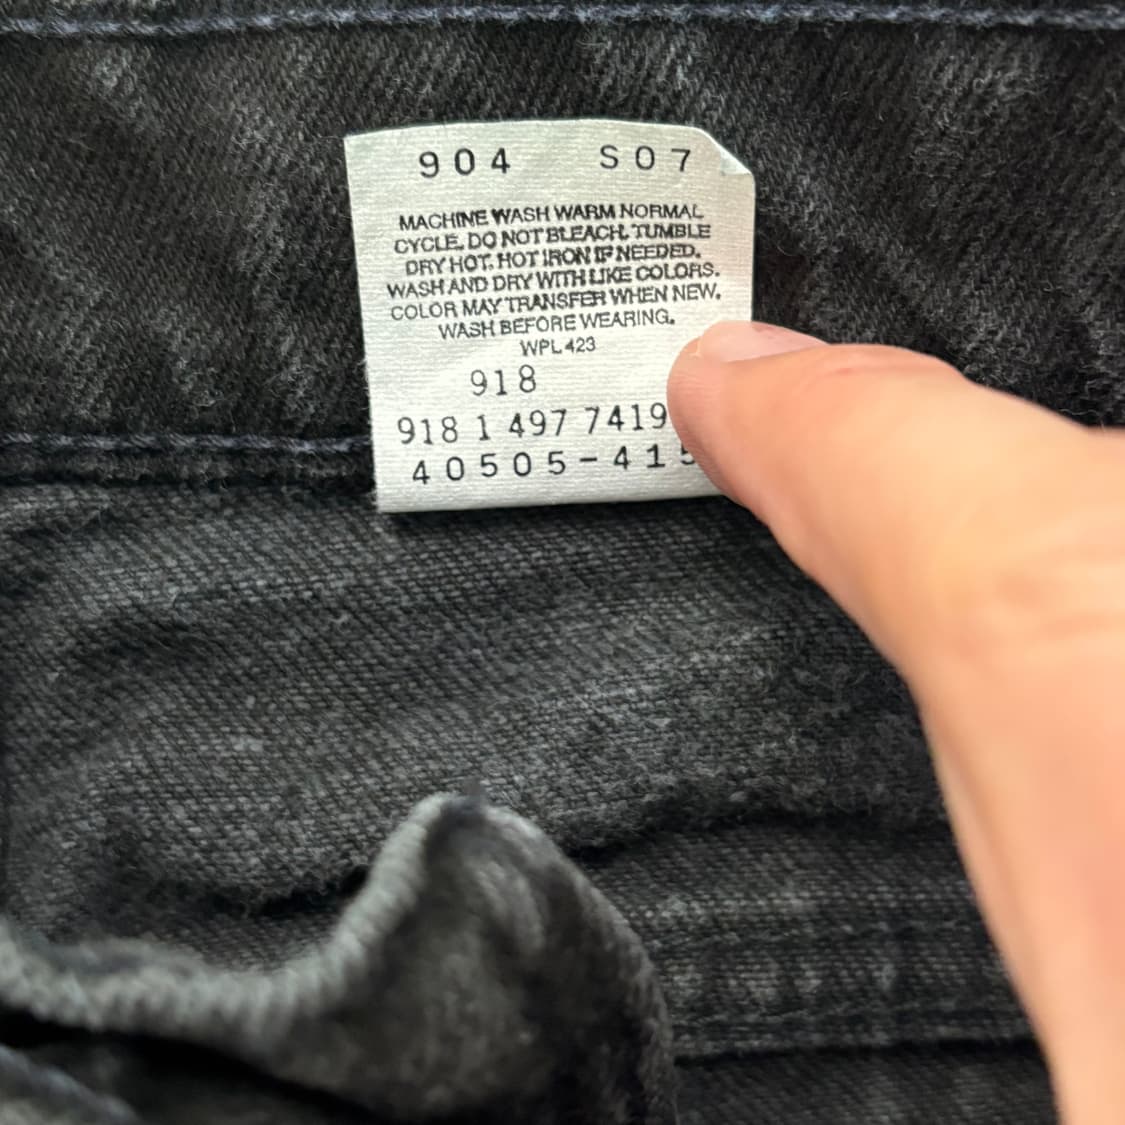 904 S07
MACHINE WASH WARM NORMAL
CYCLE. DO NOT BLEACH. TUMBLE
DRY HOT. HOT IRON IF NEEDED.
WASH AND DRY WITH LIKE COLORS.
COLOR MAY TRANSFER WHEN NEW.
WASH BEFORE WEARING.
WPL 423
918
918 1 497 7419
40505-415